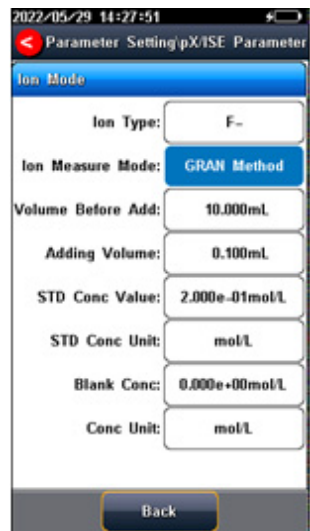 2022/05/29 14:27:51
< Parameter Setting\pX/ISE Parameter
Ion Mode
Ion Type: F-
Ion Measure Mode: GRAN Method
Volume Before Add: 10.000mL
Adding Volume: 0.100mL
STD Conc Value: 2.000e-01mol/L
STD Conc Unit: mol/L
Blank Conc: 0.000e+00mol/L
Conc Unit: mol/L
Back